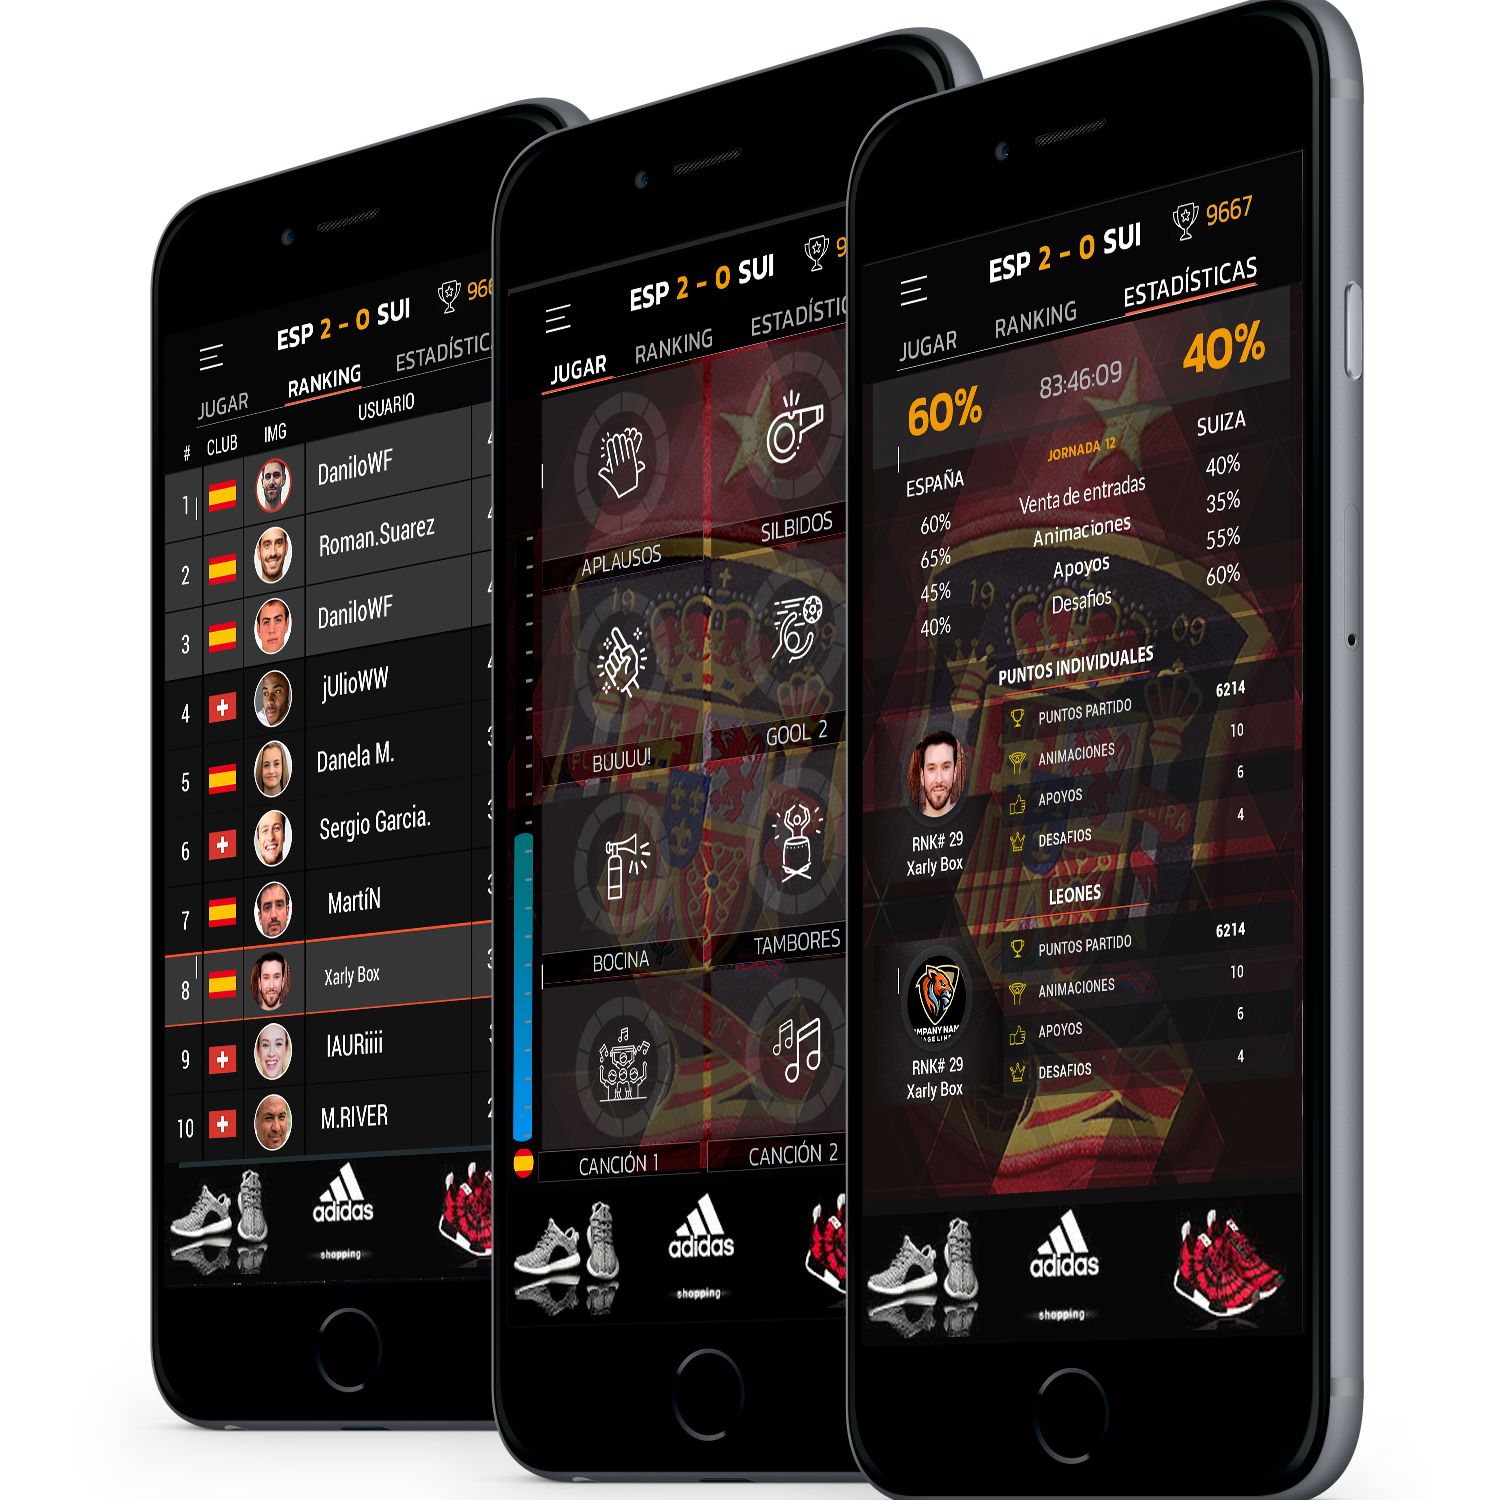 ESP 2 - 0 SUI 966
JUGAR RANKING ESTADÍSTIC
# CLUB IMG USUARIO
1 DaniloWF
2 Roman.Suarez
3 DaniloWF
4 jUlioWW
5 Danela M.
6 Sergio Garcia.
7 MartíN
8 Xarly Box
9 IAURiiii
10 M.RIVER
adidas
shopping
ESP 2 - 0 SUI 9
JUGAR RANKING ESTADÍSTI
APLAUSOS SILBIDOS
BUUUU! GOOL 2
BOCINA TAMBORES
CANCIÓN 1 CANCIÓN 2
adidas
shopping
ESP 2 - 0 SUI 9667
JUGAR RANKING ESTADÍSTICAS
60% 83:46:09 40%
ESPAÑA JORNADA 12 SUIZA
60% Venta de entradas 40%
65% Animaciones 35%
45% Apoyos 55%
40% Desafios 60%
19 09
PUNTOS INDIVIDUALES
PUNTOS PARTIDO 6214
ANIMACIONES 10
APOYOS 6
DESAFIOS 4
RNK# 29
Xarly Box
LEONES
PUNTOS PARTIDO 6214
ANIMACIONES 10
APOYOS 6
DESAFIOS 4
RNK# 29
Xarly Box
adidas
shopping